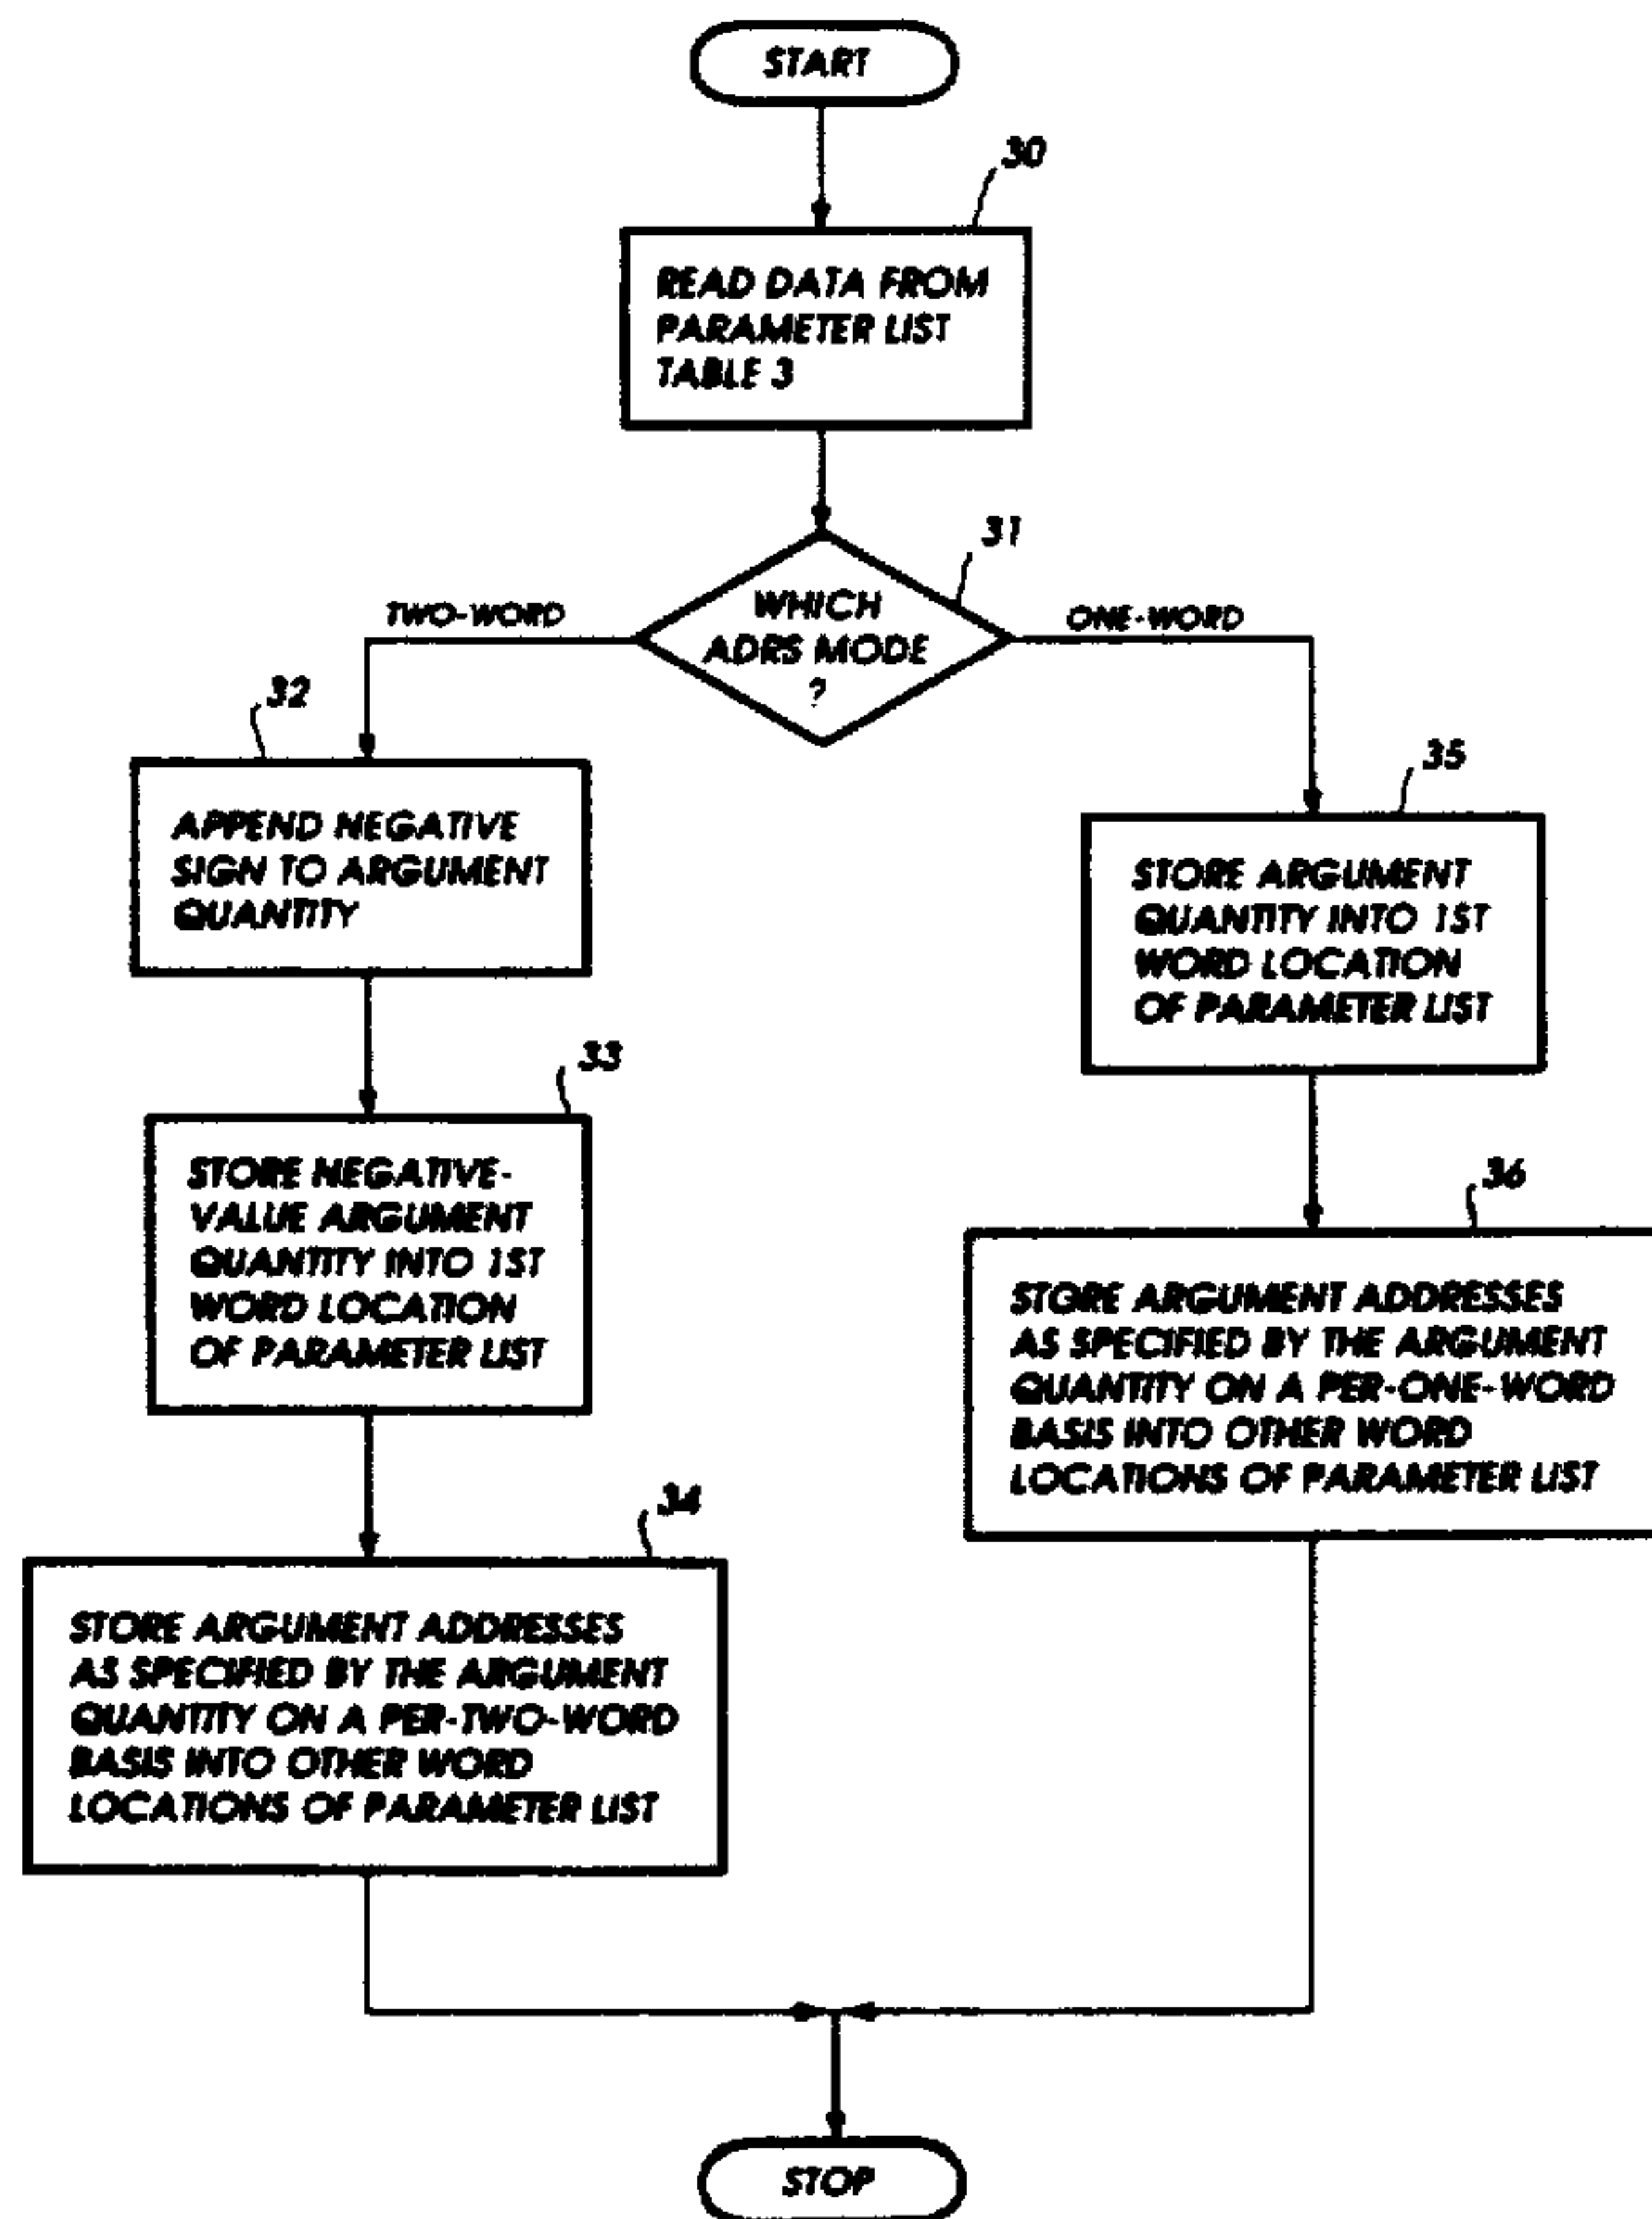 START
30
READ DATA FROM
PARAMETER LIST
TABLE 3
31
WHICH
ADRS MODE
?
TWO-WORD
ONE-WORD
32
APPEND NEGATIVE
SIGN TO ARGUMENT
QUANTITY
33
STORE NEGATIVE-
VALUE ARGUMENT
QUANTITY INTO 1ST
WORD LOCATION
OF PARAMETER LIST
34
STORE ARGUMENT ADDRESSES
AS SPECIFIED BY THE ARGUMENT
QUANTITY ON A PER-TWO-WORD
BASIS INTO OTHER WORD
LOCATIONS OF PARAMETER LIST
35
STORE ARGUMENT
QUANTITY INTO 1ST
WORD LOCATION
OF PARAMETER LIST
36
STORE ARGUMENT ADDRESSES
AS SPECIFIED BY THE ARGUMENT
QUANTITY ON A PER-ONE-WORD
BASIS INTO OTHER WORD
LOCATIONS OF PARAMETER LIST
STOP